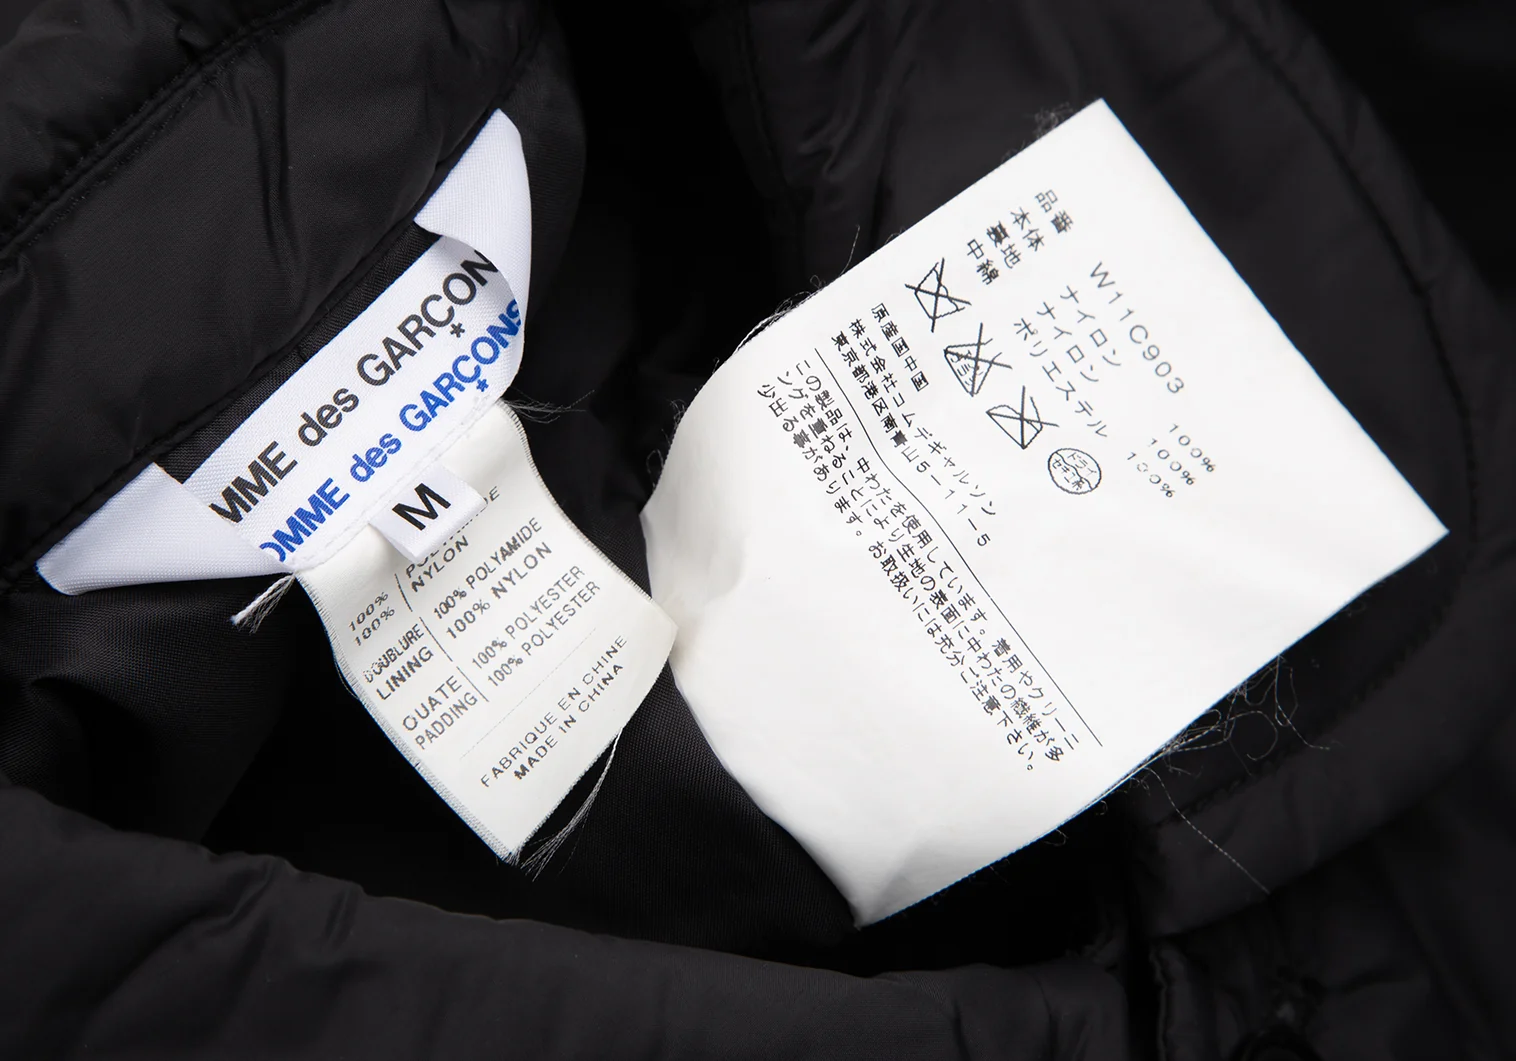 MME des GARÇON
OMME des GARÇONS
M
NYLON
100%
100%
100% POLYAMIDE
100% NYLON
DOUBLURE
LINING
100% POLYESTER
100% POLYESTER
OUATE
PADDING
FABRIQUE EN CHINE
MADE IN CHINA
品番 W11C903
本体 ナイロン 100%
裏地 ナイロン 100%
中綿 ポリエステル 100%
原産国中国
株式会社コムデギャルソン
東京都港区南青山5-11-5
この製品は、中わたを使用しています。着用やクリーニ
ングを重ねることにより生地の表面に中わたの繊維が多
少出る事があります。お取扱いには充分に注意下さい。